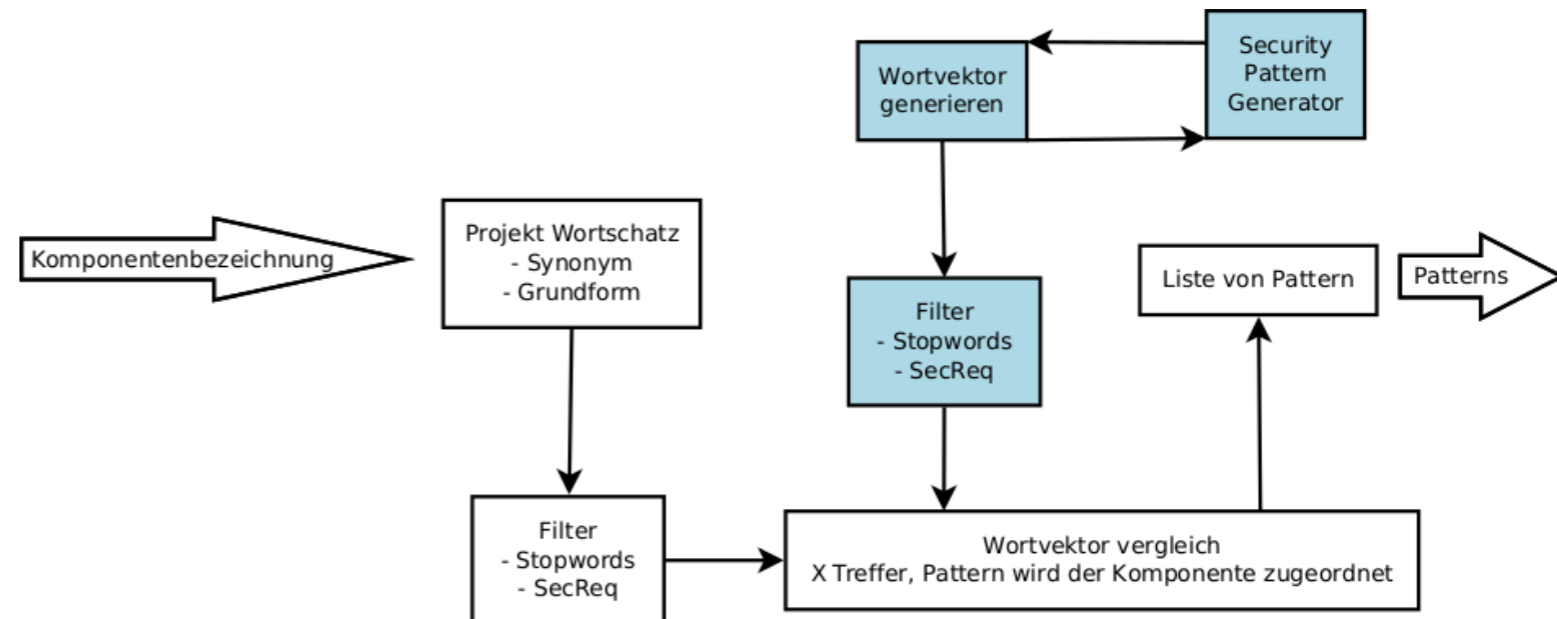 Wortvektor
generieren
Security
Pattern
Generator
Komponentenbezeichnung
Projekt Wortschatz
- Synonym
- Grundform
Filter
- Stopwords
- SecReq
Liste von Pattern
Patterns
Filter
- Stopwords
- SecReq
Wortvektor vergleich
X Treffer, Pattern wird der Komponente zugeordnet